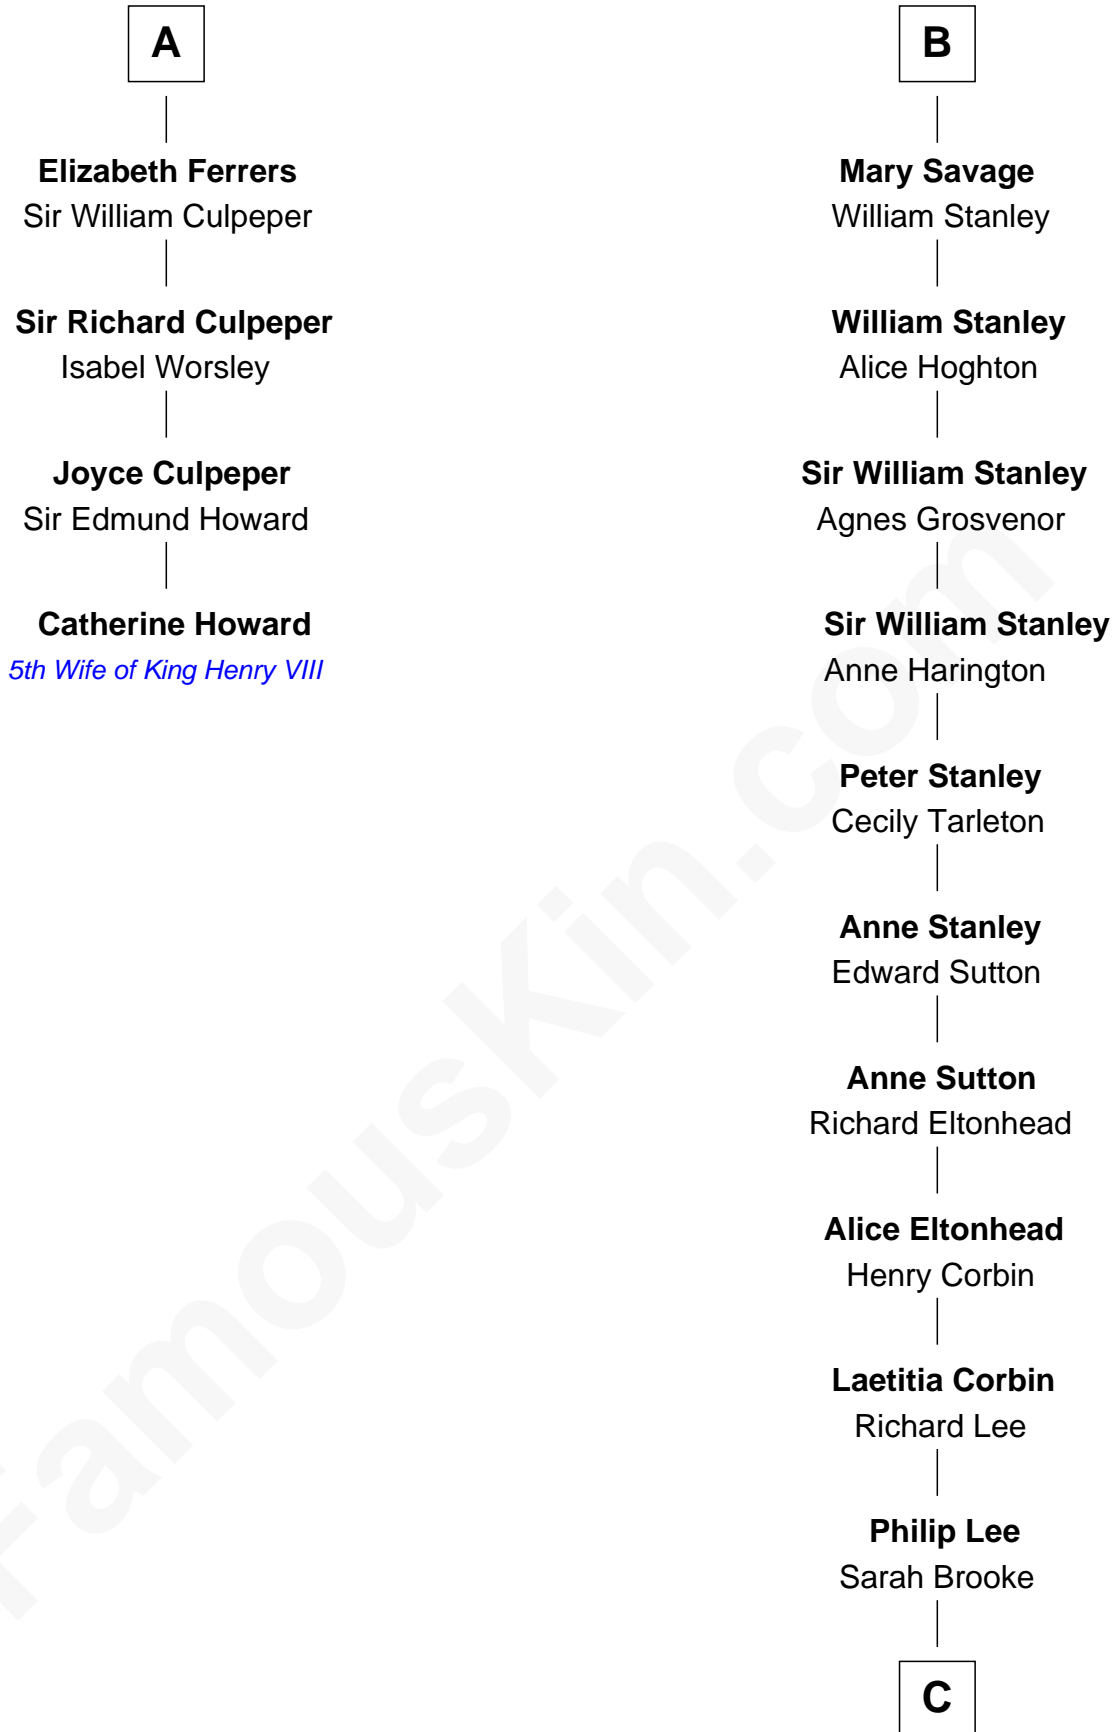 A
Elizabeth Ferrers
Sir William Culpeper
Sir Richard Culpeper
Isabel Worsley
Joyce Culpeper
Sir Edmund Howard
Catherine Howard
5th Wife of King Henry VIII
B
Mary Savage
William Stanley
William Stanley
Alice Hoghton
Sir William Stanley
Agnes Grosvenor
Sir William Stanley
Anne Harington
Peter Stanley
Cecily Tarleton
Anne Stanley
Edward Sutton
Anne Sutton
Richard Eltonhead
Alice Eltonhead
Henry Corbin
Laetitia Corbin
Richard Lee
Philip Lee
Sarah Brooke
C
FamousKin.com